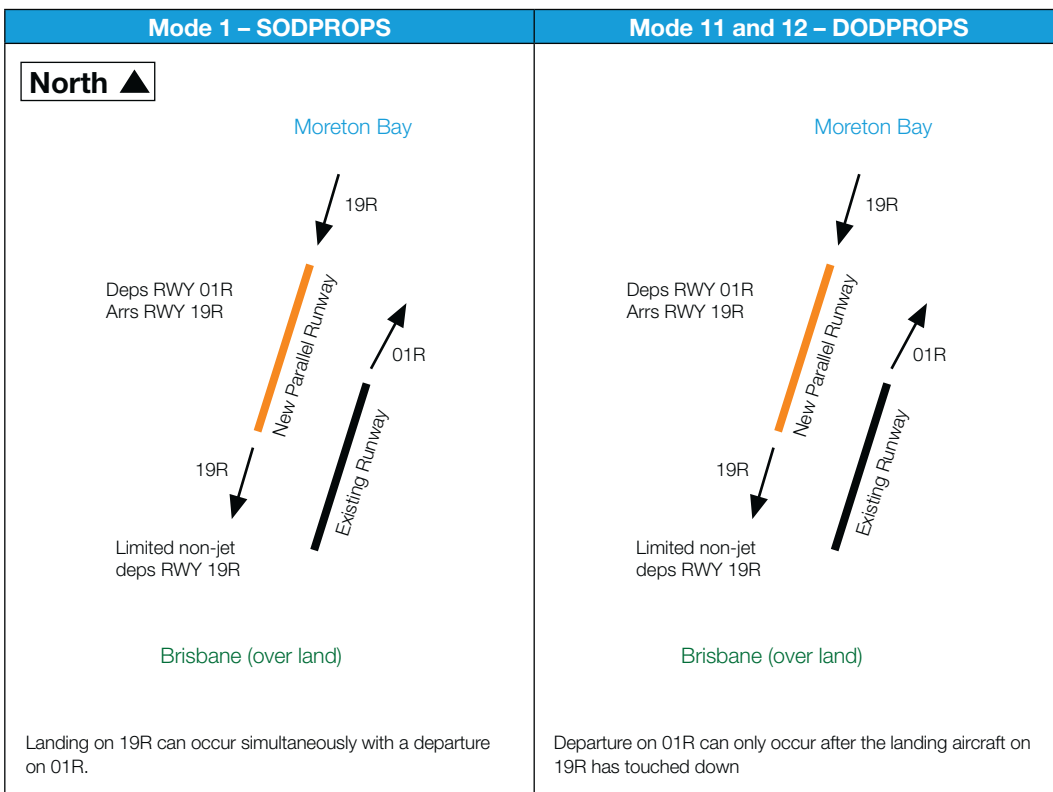 Mode 1 – SODPROPS
North ▲
Moreton Bay
19R
Deps RWY 01R
Arrs RWY 19R
New Parallel Runway
01R
19R
Existing Runway
Limited non-jet
deps RWY 19R
Brisbane (over land)
Landing on 19R can occur simultaneously with a departure
on 01R.
Mode 11 and 12 – DODPROPS
Moreton Bay
19R
Deps RWY 01R
Arrs RWY 19R
New Parallel Runway
01R
19R
Existing Runway
Limited non-jet
deps RWY 19R
Brisbane (over land)
Departure on 01R can only occur after the landing aircraft on
19R has touched down